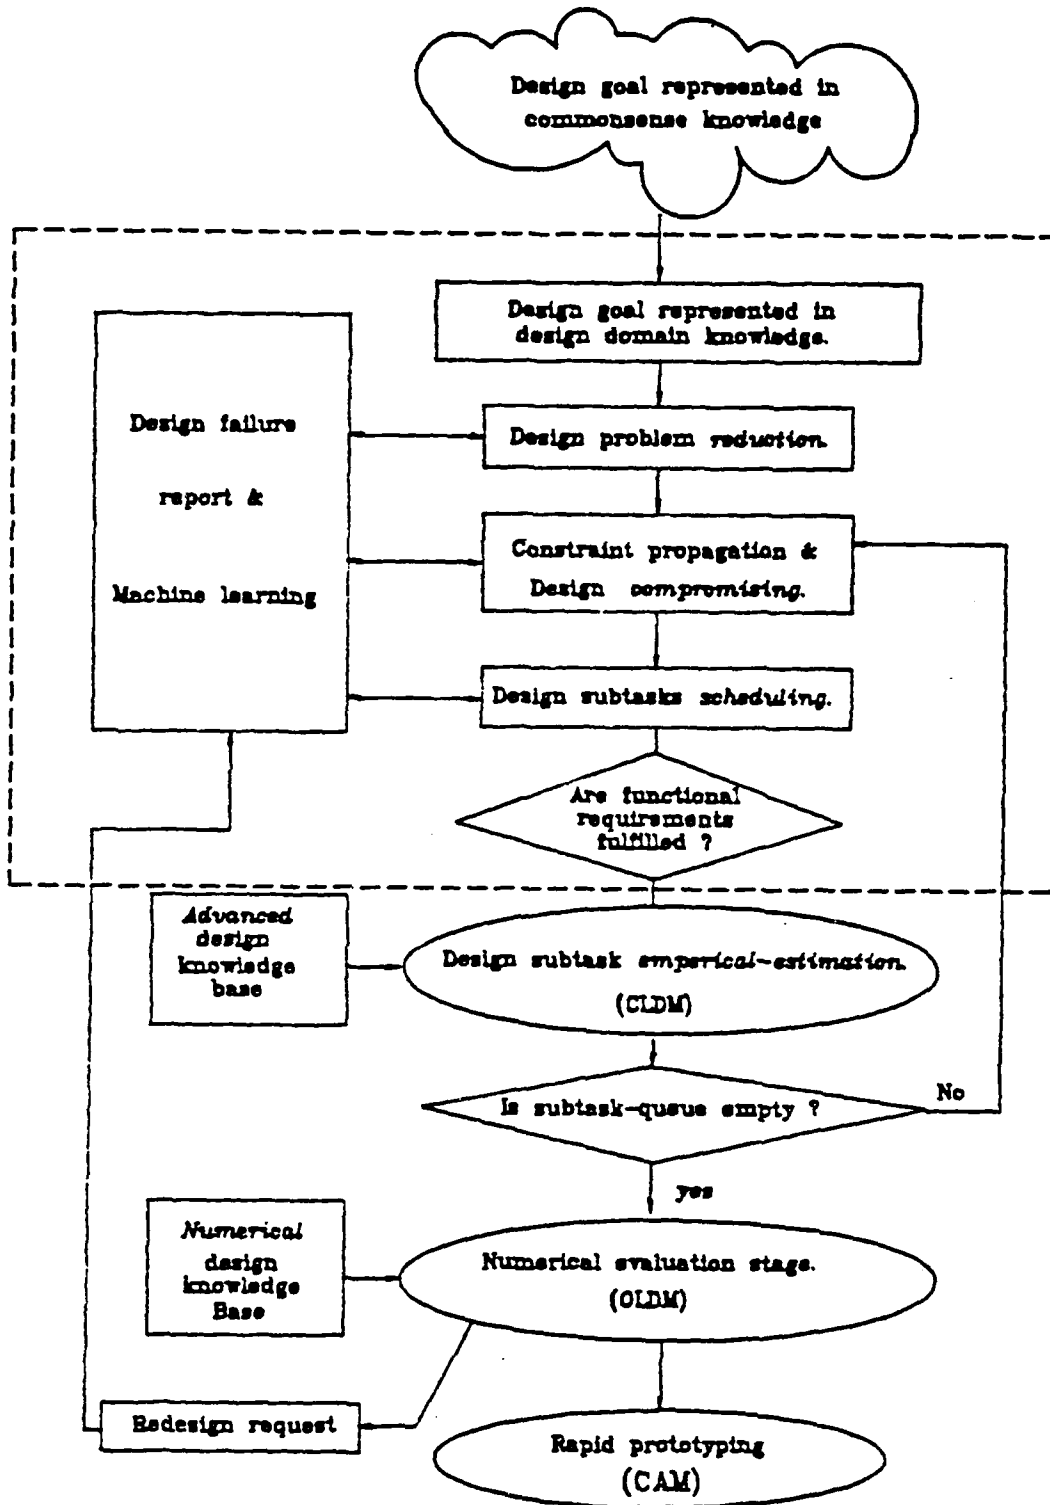 Design goal represented in
commonsense knowledge
Design goal represented in
design domain knowledge.
Design failure
report &
Machine learning
Design problem reduction.
Constraint propagation &
Design compromising.
Design subtasks scheduling.
Are functional
requirements
fulfilled ?
Advanced
design
knowledge
base
Design subtask emperical-estimation.
(CLDM)
Is subtask-queue empty ?
No
yes
Numerical
design
knowledge
Base
Numerical evaluation stage.
(OLDM)
Redesign request
Rapid prototyping
(CAM)